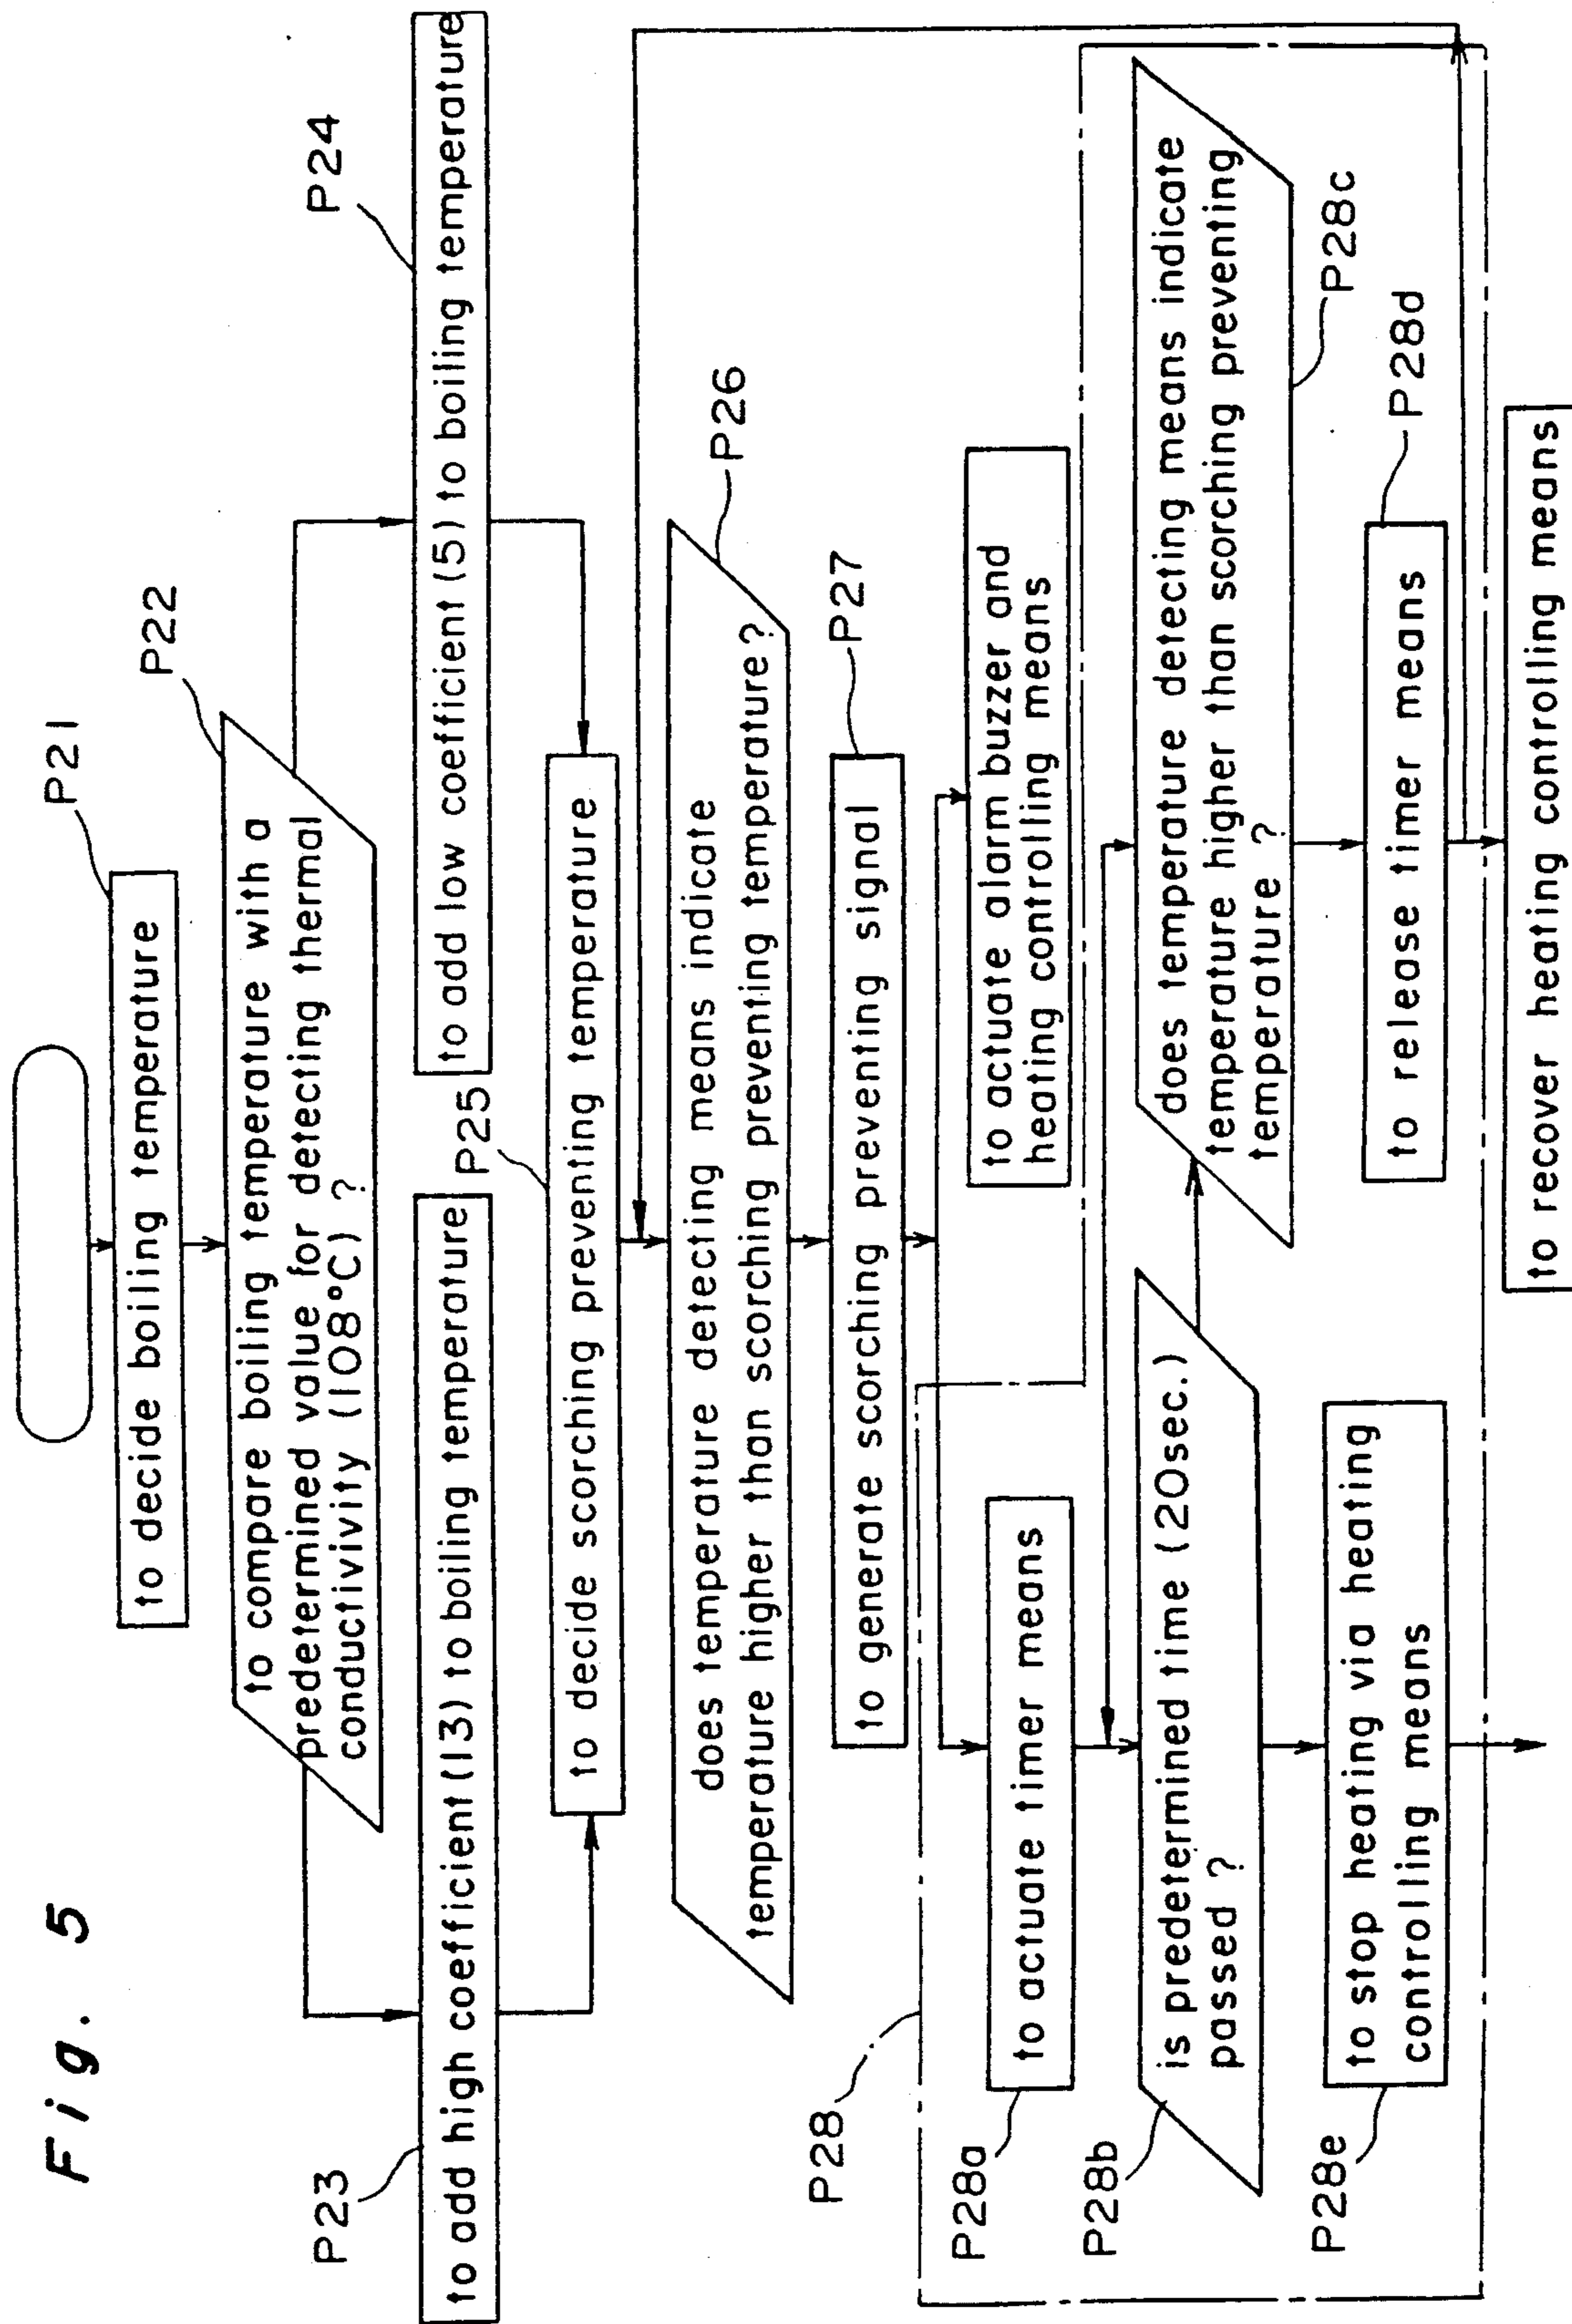 Fig. 5
P21
to decide boiling temperature
P22
to compare boiling temperature with a
predetermined value for detecting thermal
conductivity (108°C) ?
P23
to add high coefficient (13) to boiling temperature
P24
to add low coefficient (5) to boiling temperature
P25
to decide scorching preventing temperature
P26
does temperature detecting means indicate
temperature higher than scorching preventing temperature?
P27
to generate scorching preventing signal
P28
to actuate alarm buzzer and
heating controlling means
P28a
to actuate timer means
P28b
is predetermined time (20sec.)
passed ?
does temperature detecting means indicate
temperature higher than scorching preventing
temperature ?
P28c
P28e
to stop heating via heating
controlling means
to release timer means
P28d
to recover heating controlling means